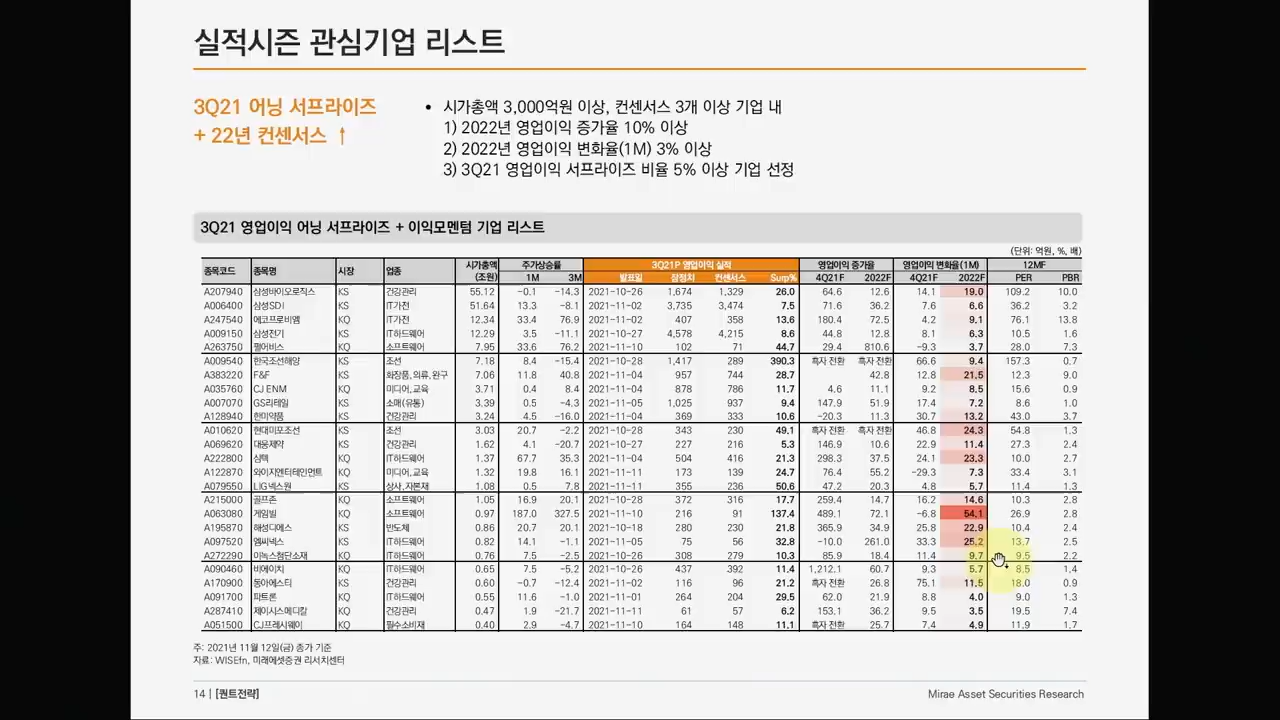 실적시즌 관심기업 리스트
3Q21 어닝 서프라이즈
+ 22년 컨센서스 ↑
• 시가총액 3,000억원 이상, 컨센서스 3개 이상 기업 내
1) 2022년 영업이익 증가율 10% 이상
2) 2022년 영업이익 변화율(1M) 3% 이상
3) 3Q21 영업이익 서프라이즈 비율 5% 이상 기업 선정
3Q21 영업이익 어닝 서프라이즈 + 이익모멘텀 기업 리스트
(단위: 억원, %, 배)
종목코드 종목명 시장 업종 시가총액 (조원) 주가상승률 3Q21P 영업이익 실적 영업이익 증가율 영업이익 변화율(1M) 12MF
1M 3M 발표일 잠정치 컨센서스 Surp% 4Q21F 2022F 4Q21F 2022F PER PBR
A207940 삼성바이오로직스 KS 건강관리 55.12 -0.1 -14.3 2021-10-26 1,674 1,329 26.0 64.6 12.6 14.1 19.0 109.2 10.0
A006400 삼성SDI KS IT가전 51.64 13.3 -8.1 2021-11-02 3,735 3,474 7.5 71.6 36.2 7.6 6.6 36.2 3.2
A247540 에코프로비엠 KQ IT가전 12.34 33.4 76.9 2021-11-02 407 358 13.6 180.4 72.5 4.2 9.1 76.1 13.8
A009150 삼성전기 KS IT하드웨어 12.29 3.5 -11.1 2021-10-27 4,578 4,215 8.6 44.8 12.8 8.1 6.3 10.5 1.6
A263750 펄어비스 KQ 소프트웨어 7.95 33.6 76.2 2021-11-10 102 71 44.7 29.4 810.6 -9.3 3.7 28.0 7.3
A009540 한국조선해양 KS 조선 7.18 8.4 -15.4 2021-10-28 1,417 289 390.3 흑자 전환 흑자 전환 66.6 9.4 157.3 0.7
A383220 F&F KS 화장품, 의류, 완구 7.06 11.8 40.8 2021-11-04 957 744 28.7 42.8 12.8 21.5 12.3 9.0
A035760 CJ ENM KQ 미디어,교육 3.71 0.4 8.4 2021-11-04 878 786 11.7 4.6 11.1 9.2 8.5 15.6 0.9
A007070 GS리테일 KS 소매(유통) 3.39 0.5 -4.3 2021-11-05 1,025 937 9.4 147.9 51.9 17.4 7.2 8.6 1.0
A128940 한미약품 KS 건강관리 3.24 4.5 -16.0 2021-11-04 369 333 10.6 -20.3 11.3 30.7 13.2 43.0 3.7
A010620 현대미포조선 KS 조선 3.03 20.7 -2.2 2021-10-28 343 230 49.1 흑자 전환 흑자 전환 46.8 24.3 54.8 1.3
A069620 대웅제약 KS 건강관리 1.62 4.1 -20.7 2021-10-27 227 216 5.3 146.9 10.6 22.9 11.4 27.3 2.4
A222800 심텍 KQ IT하드웨어 1.37 67.7 35.3 2021-11-04 504 416 21.3 298.3 37.5 24.1 23.3 10.0 2.7
A122870 와이지엔터테인먼트 KQ 미디어,교육 1.32 19.8 16.1 2021-11-11 173 139 24.7 76.4 55.2 -29.3 7.3 33.4 3.1
A079550 LIG넥스원 KS 상사,자본재 1.08 0.5 7.8 2021-11-05 355 236 50.6 47.2 20.3 4.8 5.7 11.4 1.3
A215000 골프존 KQ 소프트웨어 1.05 16.9 20.1 2021-10-28 372 316 17.7 259.4 14.7 16.2 14.6 10.3 2.8
A063080 게임빌 KQ 소프트웨어 0.97 187.0 327.5 2021-11-10 216 91 137.4 489.1 72.1 -6.8 54.1 26.9 2.8
A195870 해성디에스 KS 반도체 0.86 20.7 20.1 2021-10-18 280 230 21.8 365.9 34.9 25.8 22.9 10.4 2.4
A097520 엠씨넥스 KS IT하드웨어 0.82 14.1 -1.1 2021-11-05 75 56 32.8 -10.0 261.0 33.3 25.2 13.7 2.5
A272290 이녹스첨단소재 KQ IT하드웨어 0.76 7.5 -2.5 2021-10-26 308 279 10.3 85.9 18.4 11.4 9.7 9.5 2.2
A090460 비에이치 KQ IT하드웨어 0.65 7.5 -5.2 2021-10-26 437 392 11.4 1,212.1 60.7 9.3 5.7 8.5 1.4
A170900 동아에스티 KS 건강관리 0.60 -0.7 -12.4 2021-11-02 116 96 21.2 흑자 전환 26.8 75.1 11.5 18.0 0.9
A091700 파트론 KQ IT하드웨어 0.55 11.6 -1.0 2021-11-01 264 204 29.5 62.0 21.9 8.8 4.0 9.0 1.3
A287410 제이시스메디칼 KQ 건강관리 0.47 1.9 -21.7 2021-11-11 61 57 6.2 153.1 36.2 9.5 3.5 19.5 7.4
A051500 CJ프레시웨이 KQ 필수소비재 0.40 2.9 -4.7 2021-11-10 164 148 11.1 흑자 전환 25.7 7.4 4.9 11.9 1.7
주: 2021년 11월 12일(금) 종가 기준
자료: WISEfn, 미래에셋증권 리서치센터
14 | [퀀트전략]
Mirae Asset Securities Research